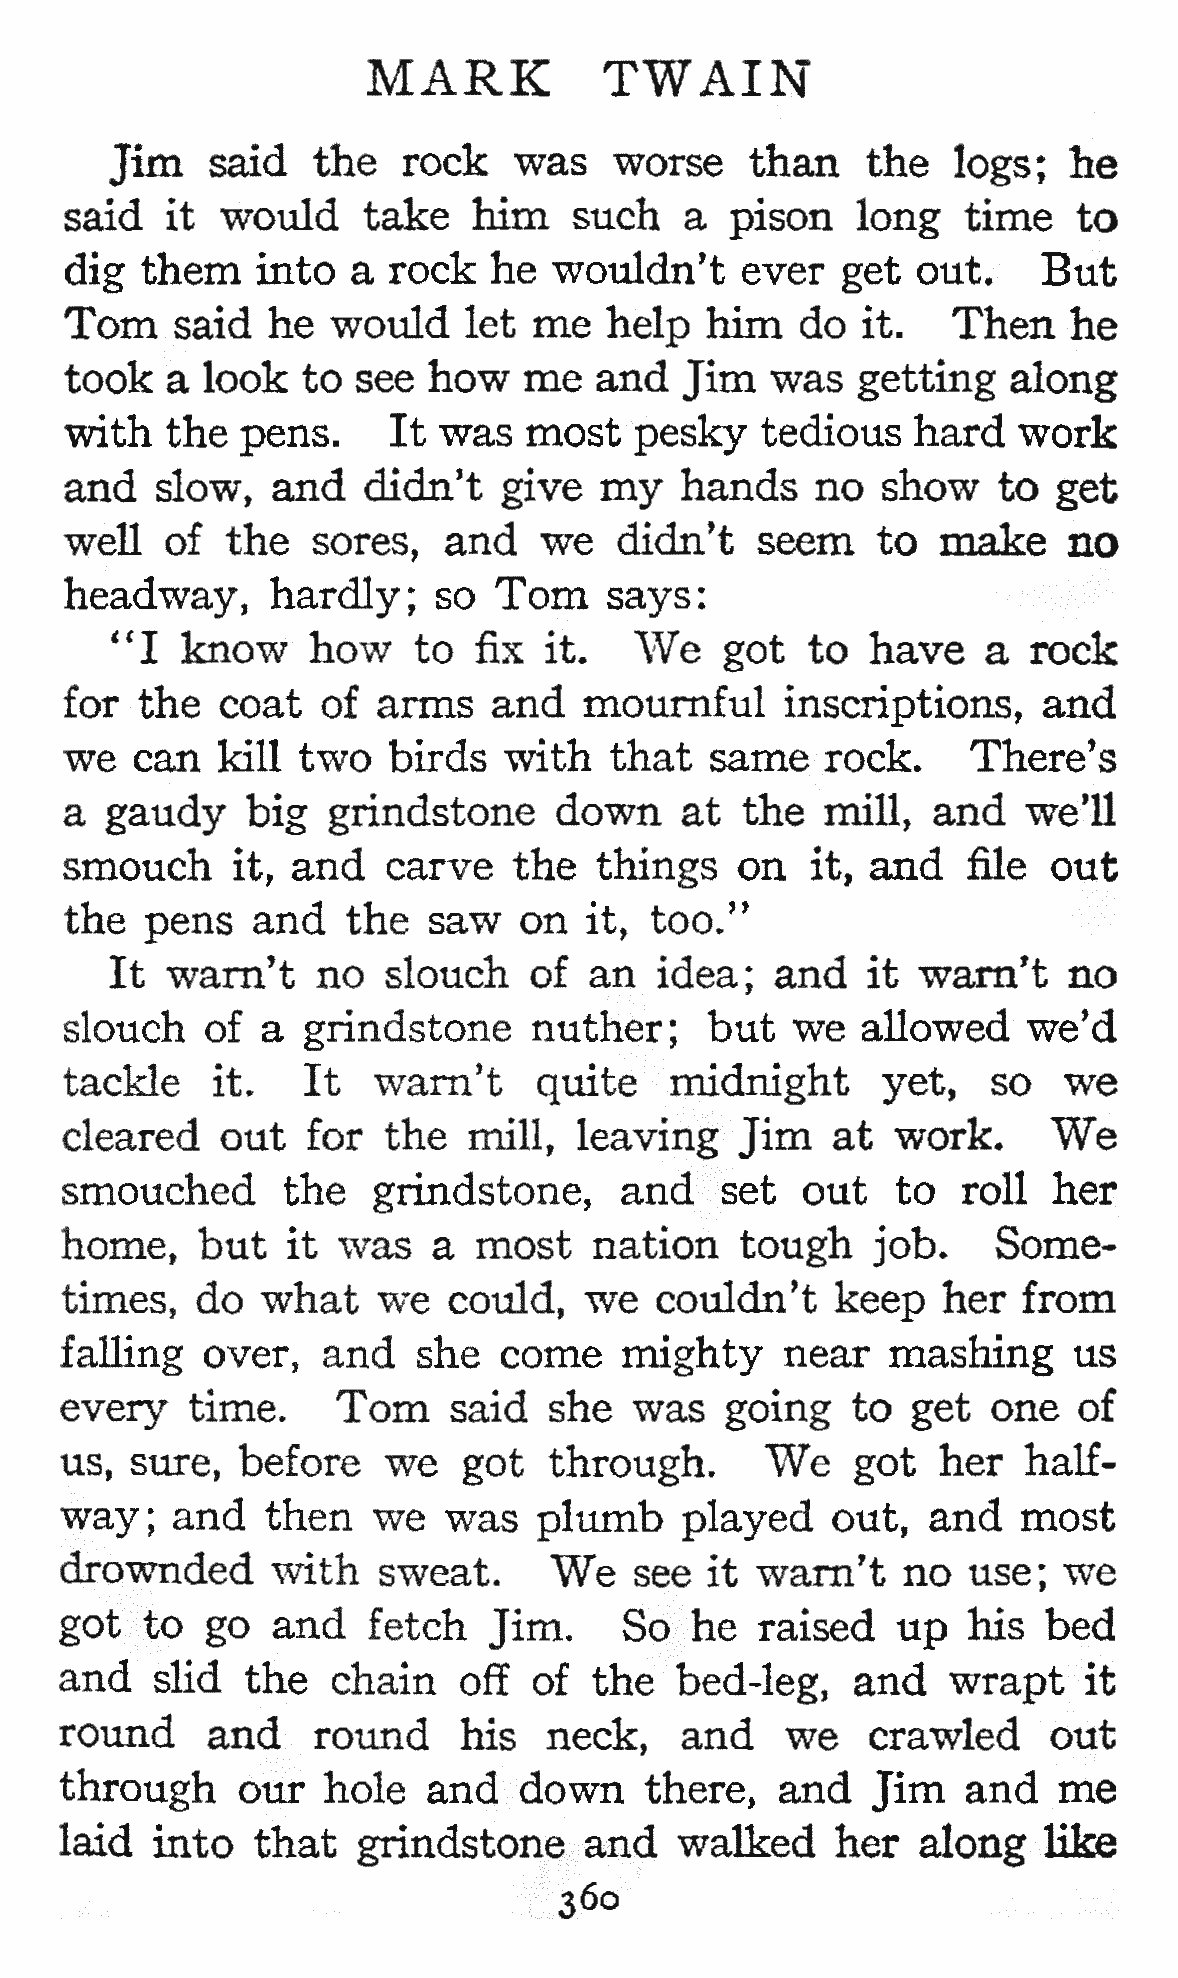 MARK TWAIN
Jim said the rock was worse than the logs; he
said it would take him such a pison long time to
dig them into a rock he wouldn't ever get out. But
Tom said he would let me help him do it. Then he
took a look to see how me and Jim was getting along
with the pens. It was most pesky tedious hard work
and slow, and didn't give my hands no show to get
well of the sores, and we didn't seem to make no
headway, hardly; so Tom says:
"I know how to fix it. We got to have a rock
for the coat of arms and mournful inscriptions, and
we can kill two birds with that same rock. There's
a gaudy big grindstone down at the mill, and we'll
smouch it, and carve the things on it, and file out
the pens and the saw on it, too."
It warn't no slouch of an idea; and it warn't no
slouch of a grindstone nuther; but we allowed we'd
tackle it. It warn't quite midnight yet, so we
cleared out for the mill, leaving Jim at work. We
smouched the grindstone, and set out to roll her
home, but it was a most nation tough job. Some-
times, do what we could, we couldn't keep her from
falling over, and she come mighty near mashing us
every time. Tom said she was going to get one of
us, sure, before we got through. We got her half-
way; and then we was plumb played out, and most
drownded with sweat. We see it warn't no use; we
got to go and fetch Jim. So he raised up his bed
and slid the chain off of the bed-leg, and wrapt it
round and round his neck, and we crawled out
through our hole and down there, and Jim and me
laid into that grindstone and walked her along like
360